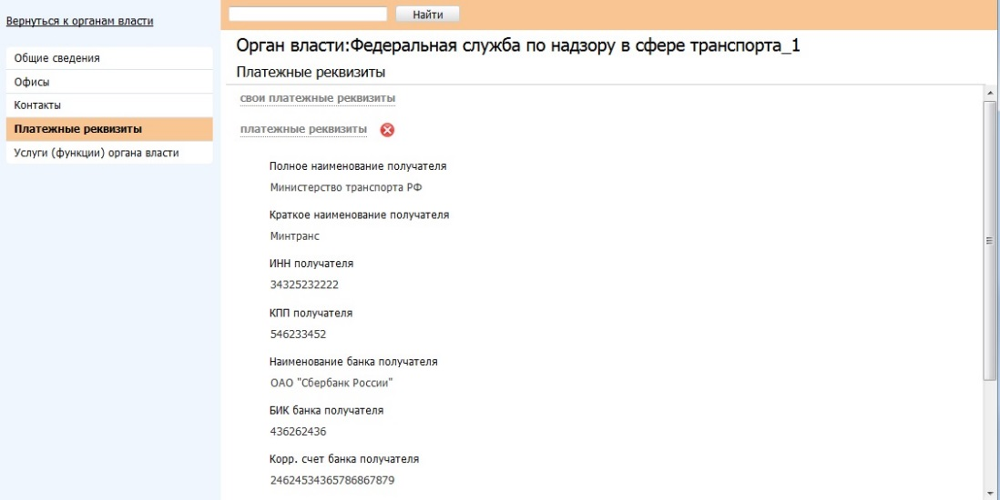 Вернуться к органам власти
Общие сведения
Офисы
Контакты
Платежные реквизиты
Услуги (функции) органа власти
Найти
Орган власти:Федеральная служба по надзору в сфере транспорта_1
Платежные реквизиты
свои платежные реквизиты
платежные реквизиты
Полное наименование получателя
Министерство транспорта РФ
Краткое наименование получателя
Минтранс
ИНН получателя
34325232222
КПП получателя
546233452
Наименование банка получателя
ОАО "Сбербанк России"
БИК банка получателя
436262436
Корр. счет банка получателя
24624534365786867879